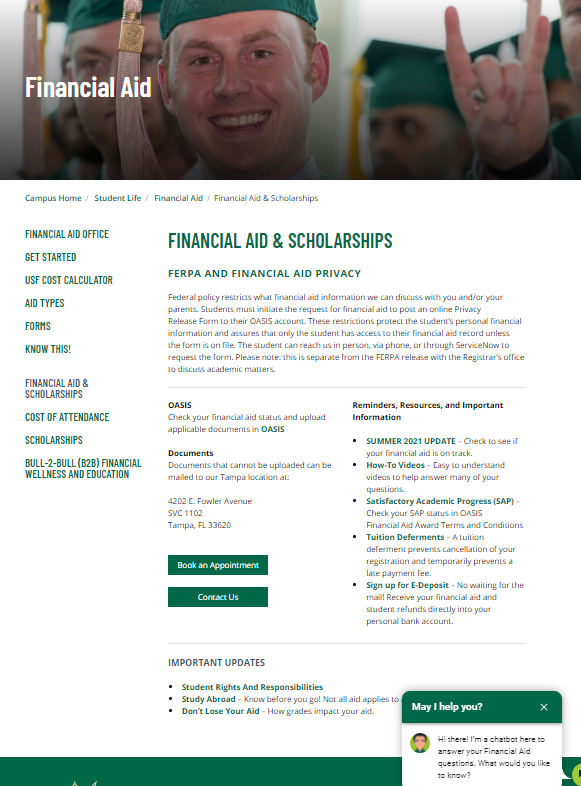 Financial Aid
Campus Home / Student Life / Financial Aid / Financial Aid & Scholarships
FINANCIAL AID OFFICE
GET STARTED
USF COST CALCULATOR
AID TYPES
FORMS
KNOW THIS!
FINANCIAL AID &
SCHOLARSHIPS
COST OF ATTENDANCE
SCHOLARSHIPS
BULL-2-BULL (B2B) FINANCIAL
WELLNESS AND EDUCATION
FINANCIAL AID & SCHOLARSHIPS
FERPA AND FINANCIAL AID PRIVACY
Federal policy restricts what financial aid information we can discuss with you and/or your
parents. Students must initiate the request for financial aid to post an online Privacy
Release Form to their OASIS account. These restrictions protect the student's personal financial
information and assures that only the student has access to their financial aid record unless
the form is on file. The student can reach us in person, via phone, or through ServiceNow to
request the form. Please note: this is separate from the FERPA release with the Registrar's office
to discuss academic matters.
OASIS
Check your financial aid status and upload
applicable documents in OASIS
Documents
Documents that cannot be uploaded can be
mailed to our Tampa location at:
4202 E. Fowler Avenue
SVC 1102
Tampa, FL 33620
Book an Appointment
Contact Us
Reminders, Resources, and Important
Information
• SUMMER 2021 UPDATE – Check to see if
your financial aid is on track.
• How-To Videos – Easy to understand
videos to help answer many of your
questions.
• Satisfactory Academic Progress (SAP) –
Check your SAP status in OASIS
Financial Aid Award Terms and Conditions
• Tuition Deferments – A tuition
deferment prevents cancellation of your
registration and temporarily prevents a
late payment fee.
• Sign up for E-Deposit – No waiting for the
mail! Receive your financial aid and
student refunds directly into your
personal bank account.
IMPORTANT UPDATES
• Student Rights And Responsibilities
• Study Abroad – Know before you go! Not all aid applies to
• Don't Lose Your Aid – How grades impact your aid.
May I help you?
Hi there! I'm a chatbot here to
answer your Financial Aid
questions. What would you like
to know?